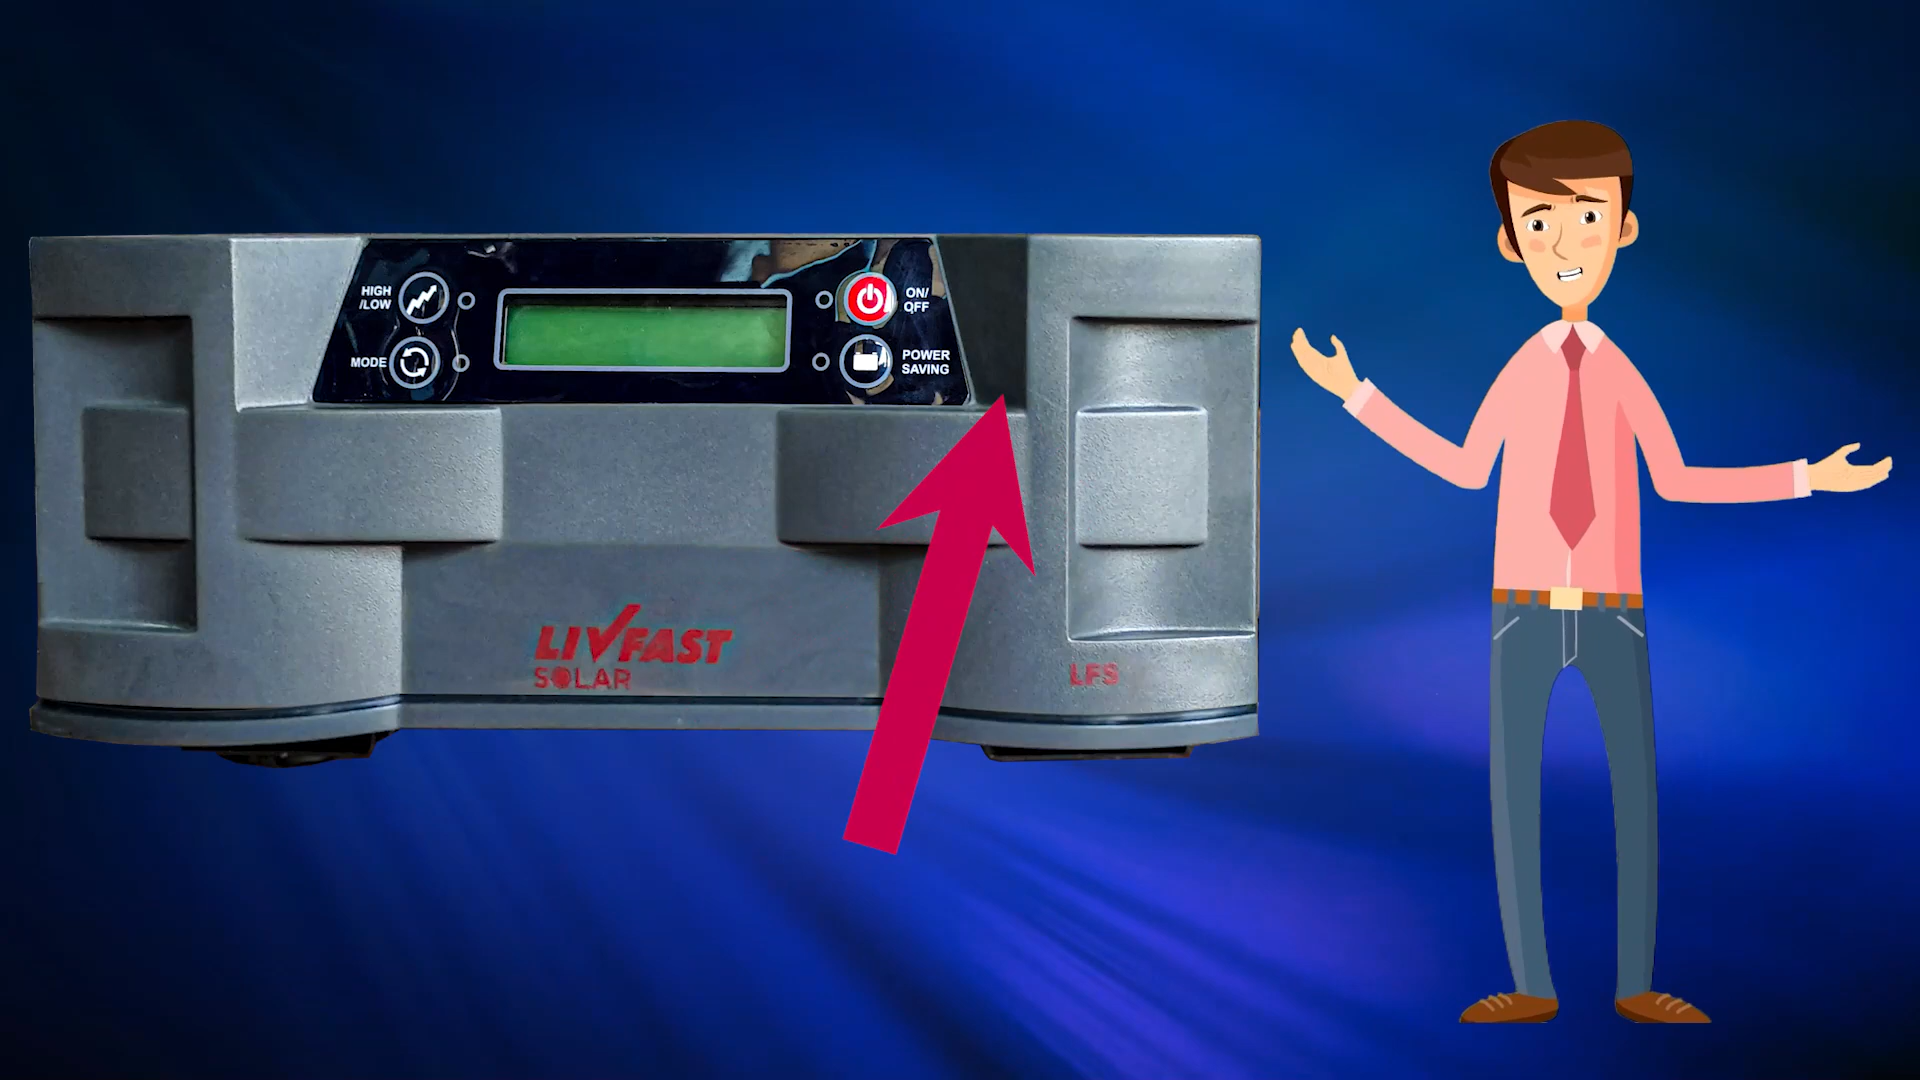 HIGH
/LOW
MODE
ON/
OFF
POWER
SAVING
LIVFAST
SOLAR
LFS